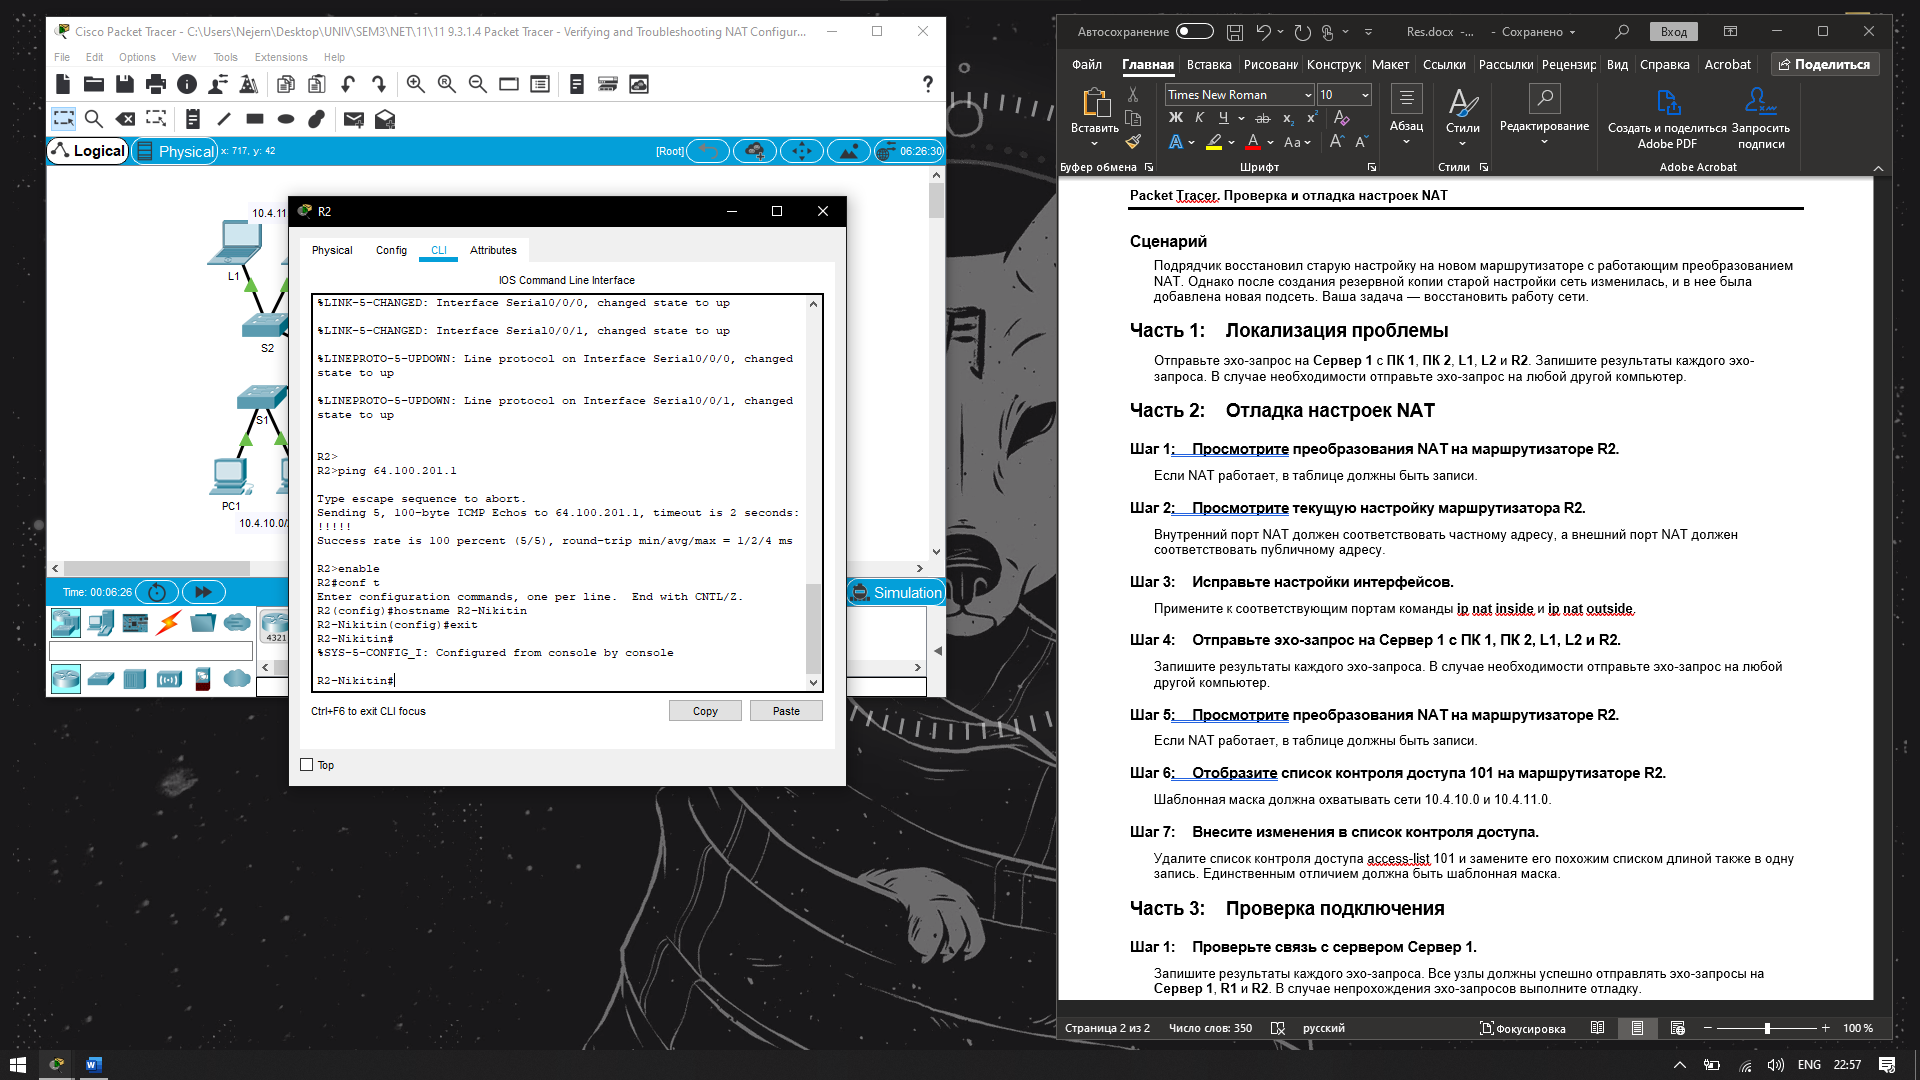 Cisco Packet Tracer - C:\Users\Nejern\Desktop\UNIV\SEM3\NET\11\11 9.3.1.4 Packet Tracer - Verifying and Troubleshooting NAT Configur...
File Edit Options View Tools Extensions Help
Logical Physical x: 717, y: 42 [Root] 06:26:30
10.4.11
L1
S2
S1
PC1
10.4.10.0/
Time: 00:06:26
Simulation
4321
R2
Physical Config CLI Attributes
IOS Command Line Interface
%LINK-5-CHANGED: Interface Serial0/0/0, changed state to up
%LINK-5-CHANGED: Interface Serial0/0/1, changed state to up
%LINEPROTO-5-UPDOWN: Line protocol on Interface Serial0/0/0, changed
state to up
%LINEPROTO-5-UPDOWN: Line protocol on Interface Serial0/0/1, changed
state to up
R2>
R2>ping 64.100.201.1
Type escape sequence to abort.
Sending 5, 100-byte ICMP Echos to 64.100.201.1, timeout is 2 seconds:
!!!!!
Success rate is 100 percent (5/5), round-trip min/avg/max = 1/2/4 ms
R2>enable
R2#conf t
Enter configuration commands, one per line.  End with CNTL/Z.
R2(config)#hostname R2-Nikitin
R2-Nikitin(config)#exit
R2-Nikitin#
%SYS-5-CONFIG_I: Configured from console by console
R2-Nikitin#
Ctrl+F6 to exit CLI focus
Copy Paste
Top
Автосохранение Res.docx -... - Сохранено Вход
Файл Главная Вставка Рисовани Конструк Макет Ссылки Рассылки Рецензир Вид Справка Acrobat Поделиться
Times New Roman 10
Вставить
Ж К Ч ab x₂ x²
Aa
Абзац
Стили
Редактирование
Создать и поделиться
Adobe PDF
Запросить
подписи
Буфер обмена Шрифт Стили Adobe Acrobat
Packet Tracer. Проверка и отладка настроек NAT
Сценарий
Подрядчик восстановил старую настройку на новом маршрутизаторе с работающим преобразованием
NAT. Однако после создания резервной копии старой настройки сеть изменилась, и в нее была
добавлена новая подсеть. Ваша задача — восстановить работу сети.
Часть 1: Локализация проблемы
Отправьте эхо-запрос на Сервер 1 с ПК 1, ПК 2, L1, L2 и R2. Запишите результаты каждого эхо-
запроса. В случае необходимости отправьте эхо-запрос на любой другой компьютер.
Часть 2: Отладка настроек NAT
Шаг 1: Просмотрите преобразования NAT на маршрутизаторе R2.
Если NAT работает, в таблице должны быть записи.
Шаг 2: Просмотрите текущую настройку маршрутизатора R2.
Внутренний порт NAT должен соответствовать частному адресу, а внешний порт NAT должен
соответствовать публичному адресу.
Шаг 3: Исправьте настройки интерфейсов.
Примените к соответствующим портам команды ip nat inside и ip nat outside.
Шаг 4: Отправьте эхо-запрос на Сервер 1 с ПК 1, ПК 2, L1, L2 и R2.
Запишите результаты каждого эхо-запроса. В случае необходимости отправьте эхо-запрос на любой
другой компьютер.
Шаг 5: Просмотрите преобразования NAT на маршрутизаторе R2.
Если NAT работает, в таблице должны быть записи.
Шаг 6: Отобразите список контроля доступа 101 на маршрутизаторе R2.
Шаблонная маска должна охватывать сети 10.4.10.0 и 10.4.11.0.
Шаг 7: Внесите изменения в список контроля доступа.
Удалите список контроля доступа access-list 101 и замените его похожим списком длиной также в одну
запись. Единственным отличием должна быть шаблонная маска.
Часть 3: Проверка подключения
Шаг 1: Проверьте связь с сервером Сервер 1.
Запишите результаты каждого эхо-запроса. Все узлы должны успешно отправлять эхо-запросы на
Сервер 1, R1 и R2. В случае непрохождения эхо-запросов выполните отладку.
Страница 2 из 2 Число слов: 350 русский Фокусировка 100 %
ENG 22:57